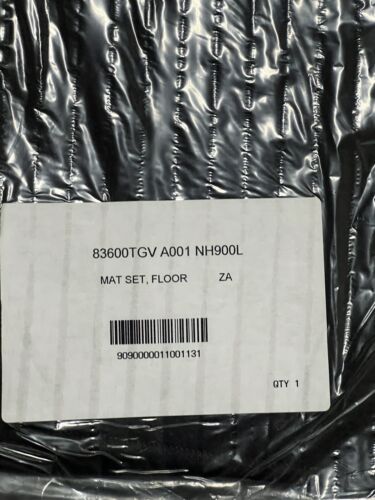 83600TGV A001 NH900L
MAT SET, FLOOR ZA
9090000011001131
QTY 1